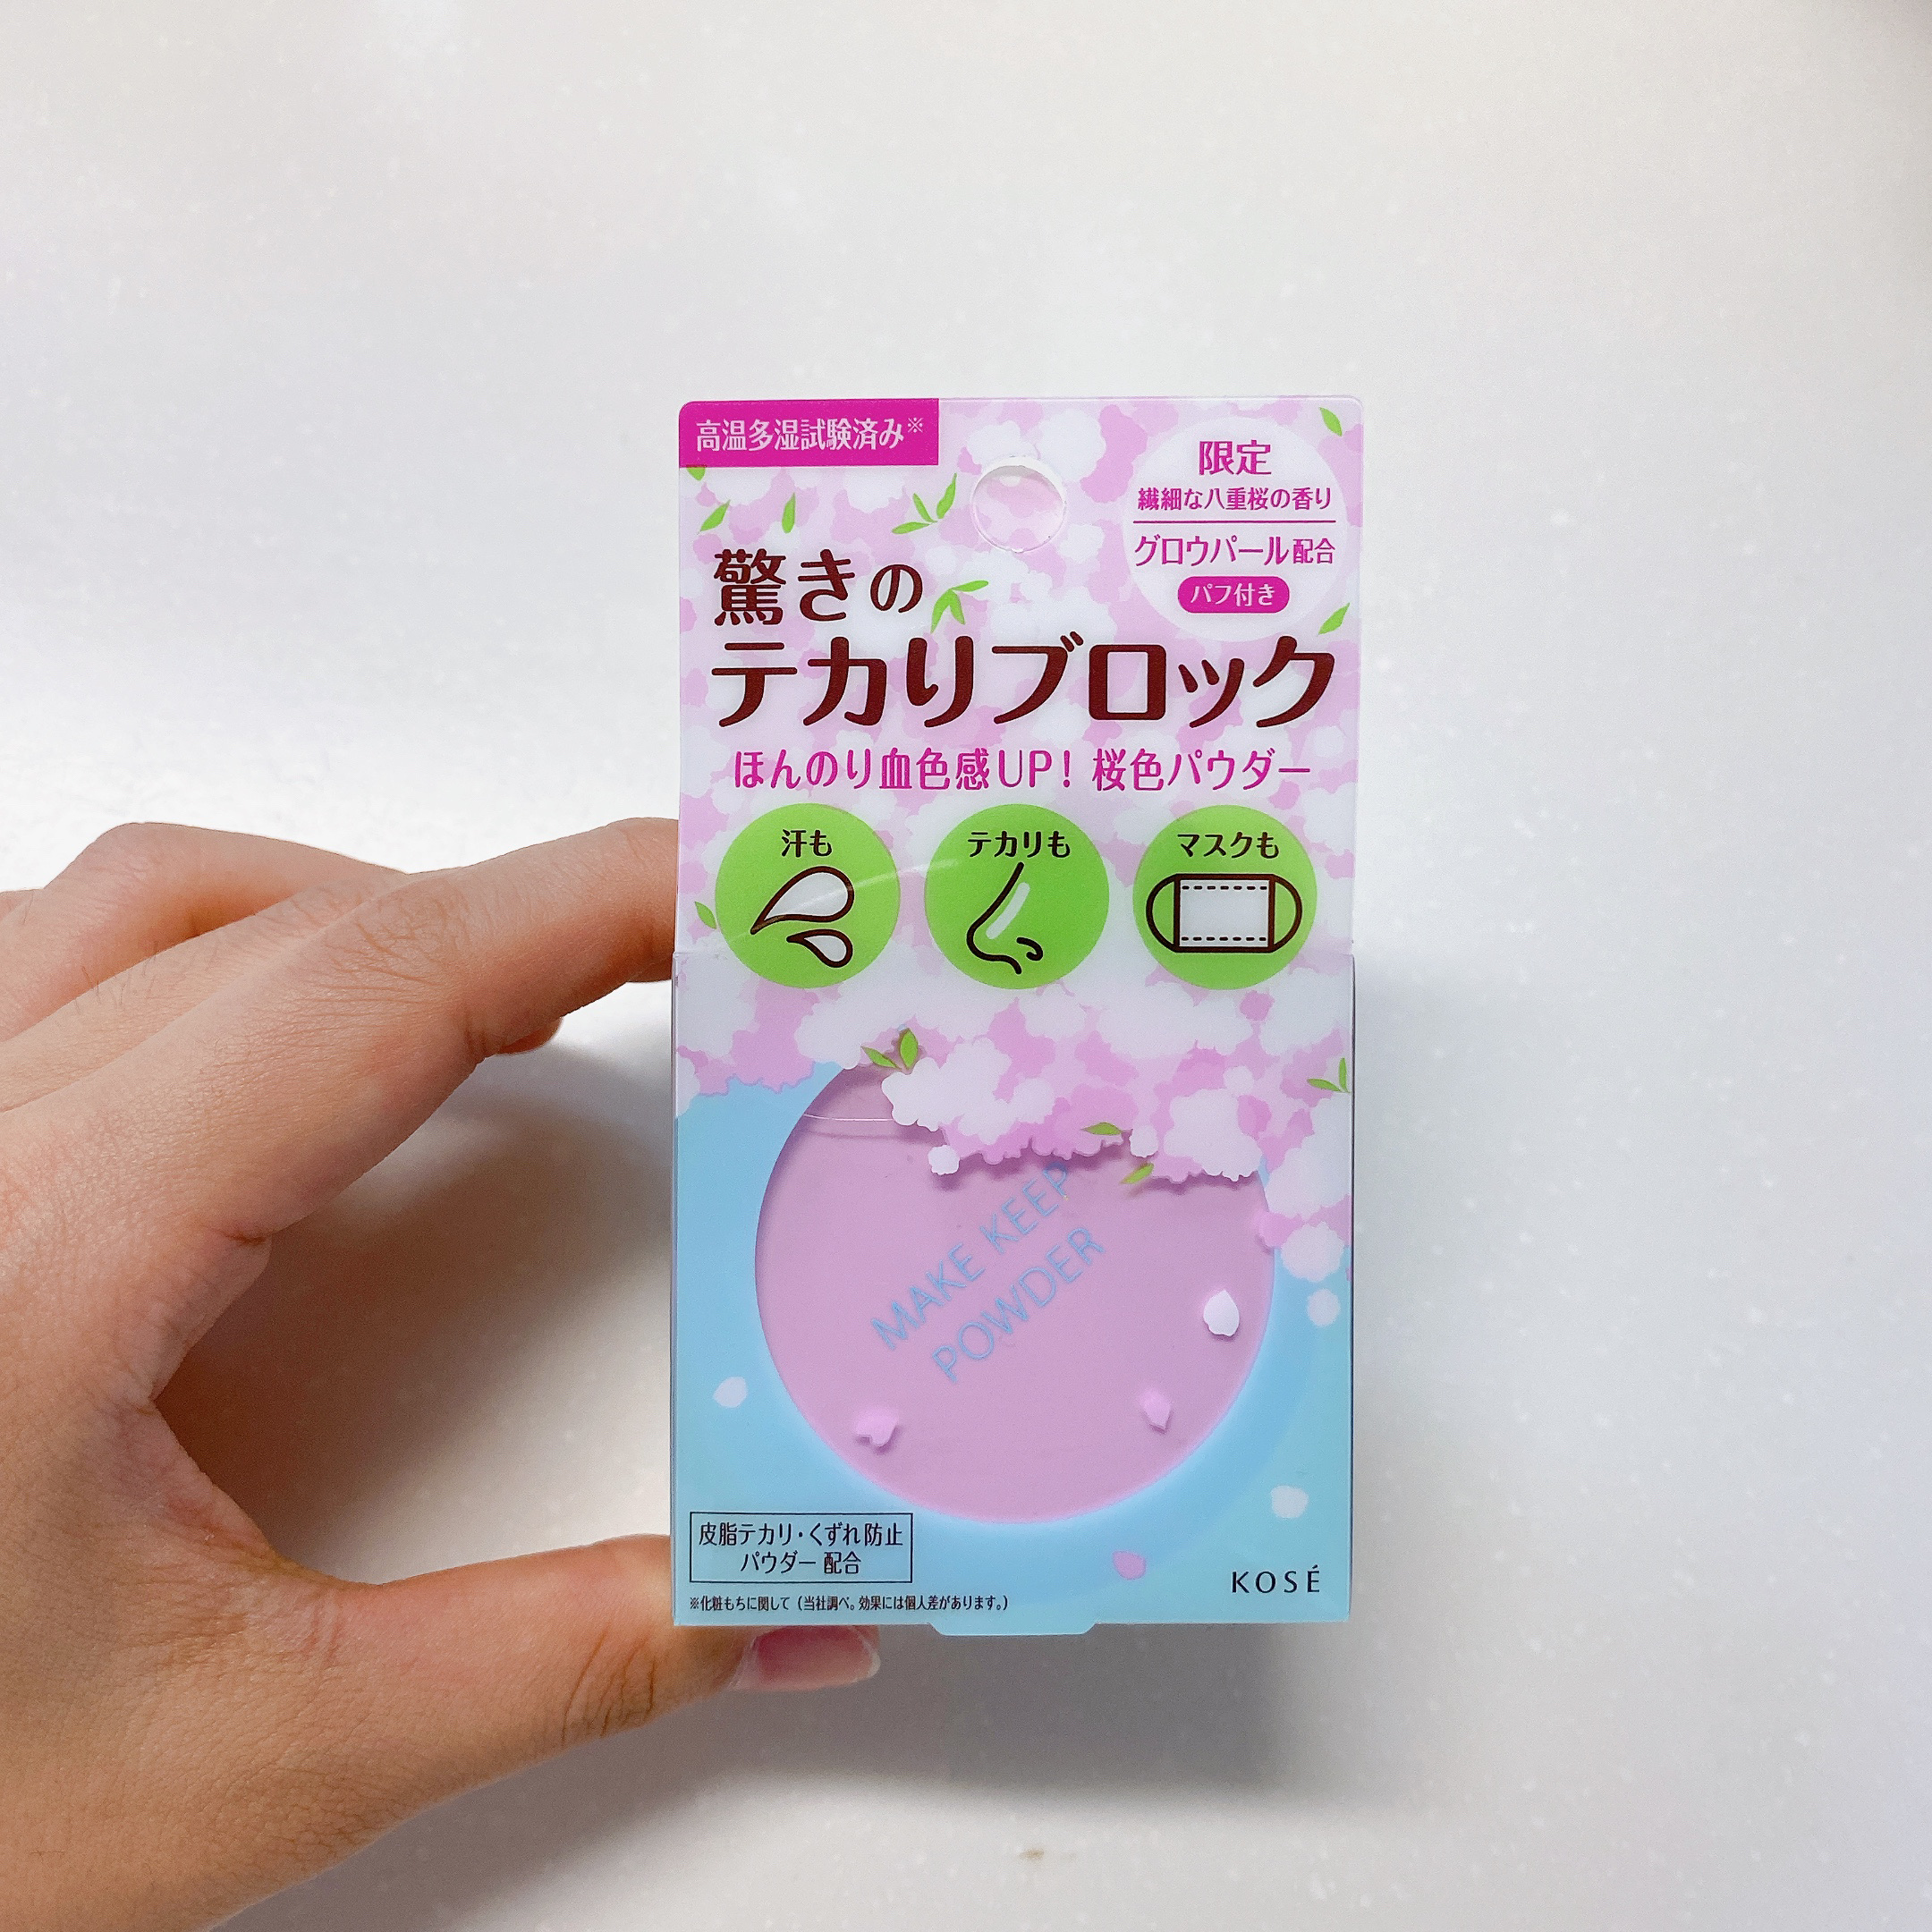 高温多湿試験済み※
限定
繊細な八重桜の香り
グロウパール配合
パフ付き
驚きの
テカリブロック
ほんのり血色感UP! 桜色パウダー
汗も
テカリも
マスクも
MAKE KEEP
POWDER
皮脂テカリ・くずれ防止
パウダー 配合
※化粧もちに関して(当社調べ。効果には個人差があります。)
KOSÉ